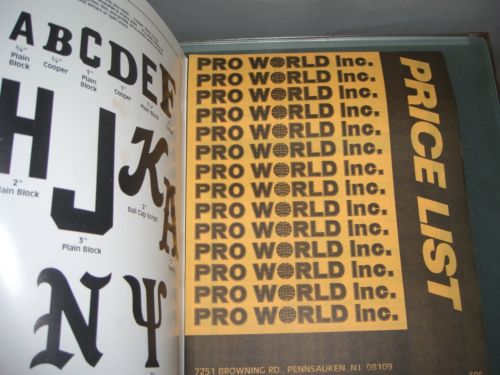 A B C D E F
3/4"
Plain
Block
3/4"
Cooper
1"
Plain
Block
1"
Cooper
Block
H J K A
2"
Plain Block
3"
Plain Block
2"
Ball Cap Script
Plain
N Ψ
PRO WORLD Inc.
PRO WORLD Inc.
PRO WORLD Inc.
PRO WORLD Inc.
PRO WORLD Inc.
PRO WORLD Inc.
PRO WORLD Inc.
PRO WORLD Inc.
PRO WORLD Inc.
PRO WORLD Inc.
PRO WORLD Inc.
PRO WORLD Inc.
PRO WORLD Inc.
PRICE LIST
7251 BROWNING RD., PENNSAUKEN, NJ 08109